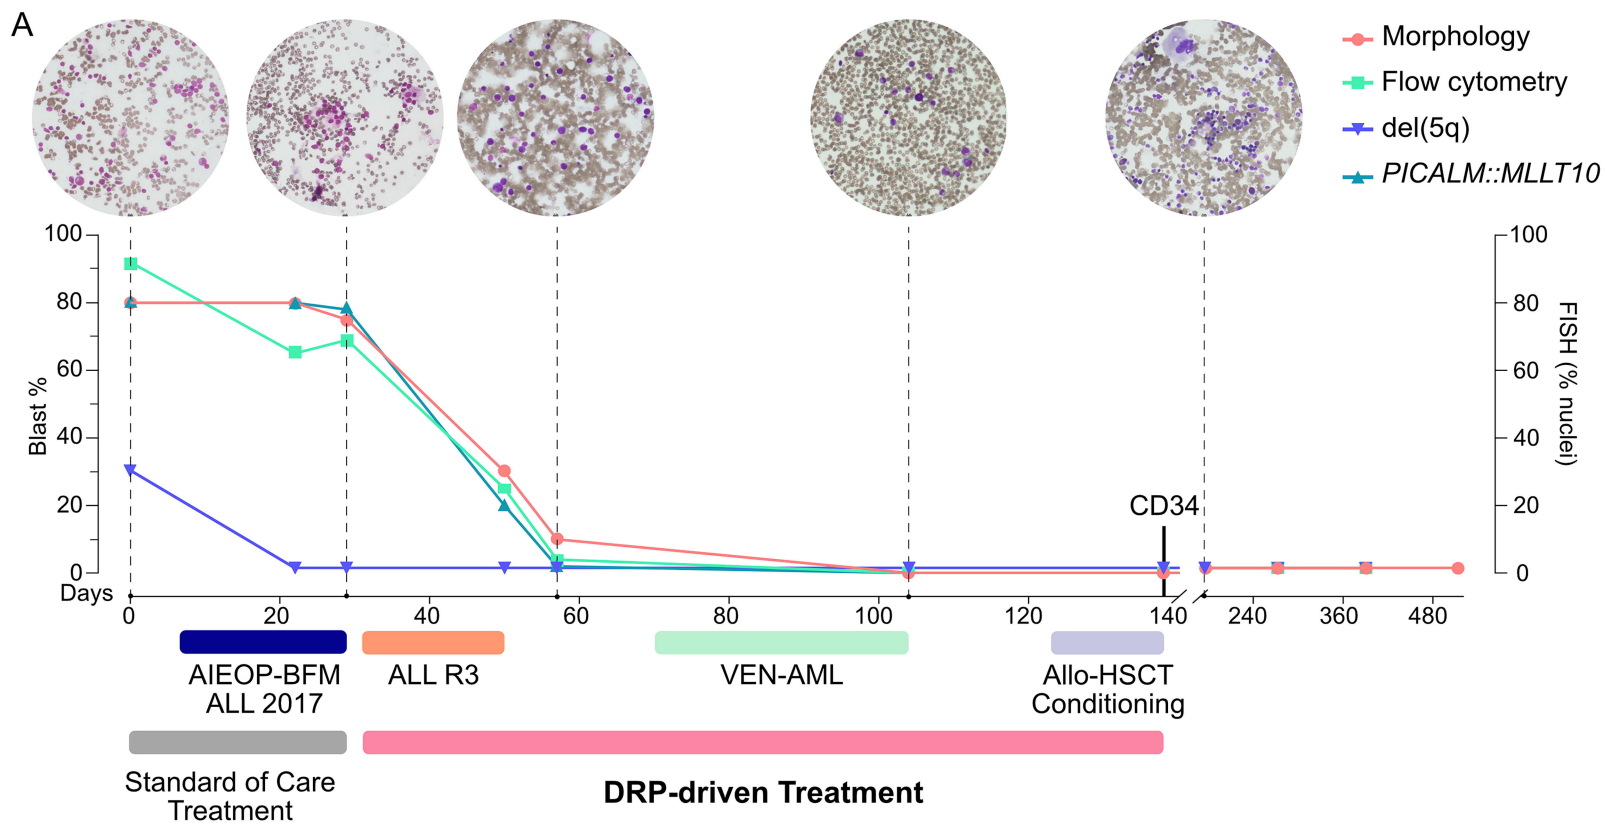 A
Morphology
Flow cytometry
del(5q)
PICALM::MLLT10
100
80
60
40
20
0
Blast %
100
80
60
40
20
0
FISH (% nuclei)
CD34
Days
0 20 40 60 80 100 120 140 240 360 480
AIEOP-BFM
ALL 2017
ALL R3
VEN-AML
Allo-HSCT
Conditioning
Standard of Care
Treatment
DRP-driven Treatment